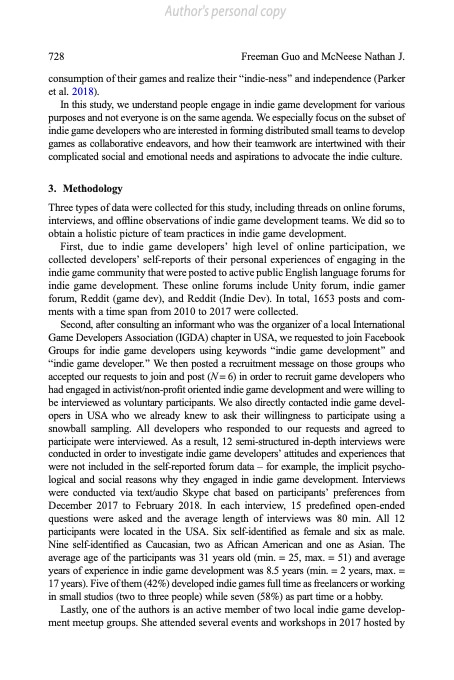 Author's personal copy
728
Freeman Guo and McNeese Nathan J.
consumption of their games and realize their “indie-ness” and independence (Parker
et al. 2018).
In this study, we understand people engage in indie game development for various
purposes and not everyone is on the same agenda. We especially focus on the subset of
indie game developers who are interested in forming distributed small teams to develop
games as collaborative endeavors, and how their teamwork are intertwined with their
complicated social and emotional needs and aspirations to advocate the indie culture.
3. Methodology
Three types of data were collected for this study, including threads on online forums,
interviews, and offline observations of indie game development teams. We did so to
obtain a holistic picture of team practices in indie game development.
First, due to indie game developers’ high level of online participation, we
collected developers’ self-reports of their personal experiences of engaging in the
indie game community that were posted to active public English language forums for
indie game development. These online forums include Unity forum, indie gamer
forum, Reddit (game dev), and Reddit (Indie Dev). In total, 1653 posts and com-
ments with a time span from 2010 to 2017 were collected.
Second, after consulting an informant who was the organizer of a local International
Game Developers Association (IGDA) chapter in USA, we requested to join Facebook
Groups for indie game developers using keywords “indie game development” and
“indie game developer.” We then posted a recruitment message on those groups who
accepted our requests to join and post (N = 6) in order to recruit game developers who
had engaged in activist/non-profit oriented indie game development and were willing to
be interviewed as voluntary participants. We also directly contacted indie game devel-
opers in USA who we already knew to ask their willingness to participate using a
snowball sampling. All developers who responded to our requests and agreed to
participate were interviewed. As a result, 12 semi-structured in-depth interviews were
conducted in order to investigate indie game developers’ attitudes and experiences that
were not included in the self-reported forum data – for example, the implicit psycho-
logical and social reasons why they engaged in indie game development. Interviews
were conducted via text/audio Skype chat based on participants’ preferences from
December 2017 to February 2018. In each interview, 15 predefined open-ended
questions were asked and the average length of interviews was 80 min. All 12
participants were located in the USA. Six self-identified as female and six as male.
Nine self-identified as Caucasian, two as African American and one as Asian. The
average age of the participants was 31 years old (min. = 25, max. = 51) and average
years of experience in indie game development was 8.5 years (min. = 2 years, max. =
17 years). Five of them (42%) developed indie games full time as freelancers or working
in small studios (two to three people) while seven (58%) as part time or a hobby.
Lastly, one of the authors is an active member of two local indie game develop-
ment meetup groups. She attended several events and workshops in 2017 hosted by